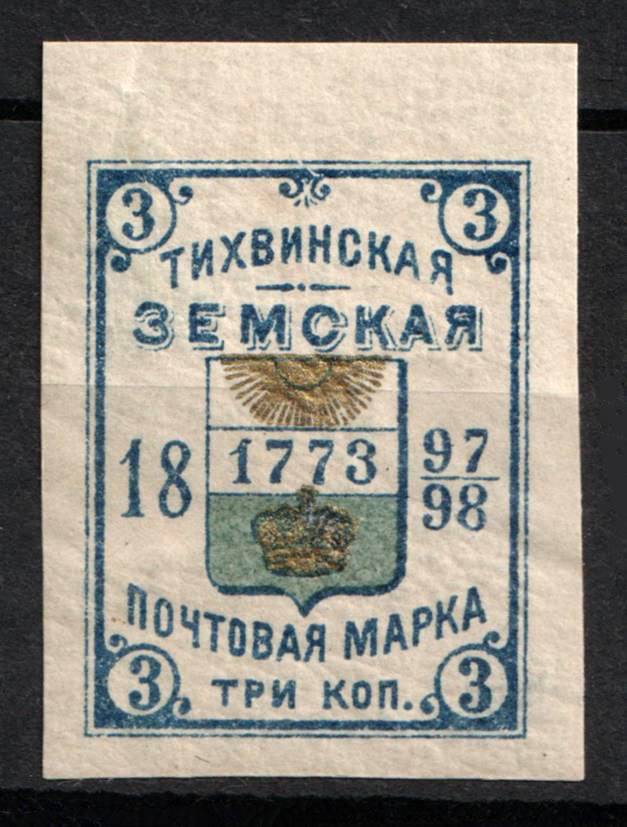 3 3
ТИХВИНСКАЯ
ЗЕМСКАЯ
18 1773 97/98
ПОЧТОВАЯ МАРКА
3 ТРИ КОП. 3